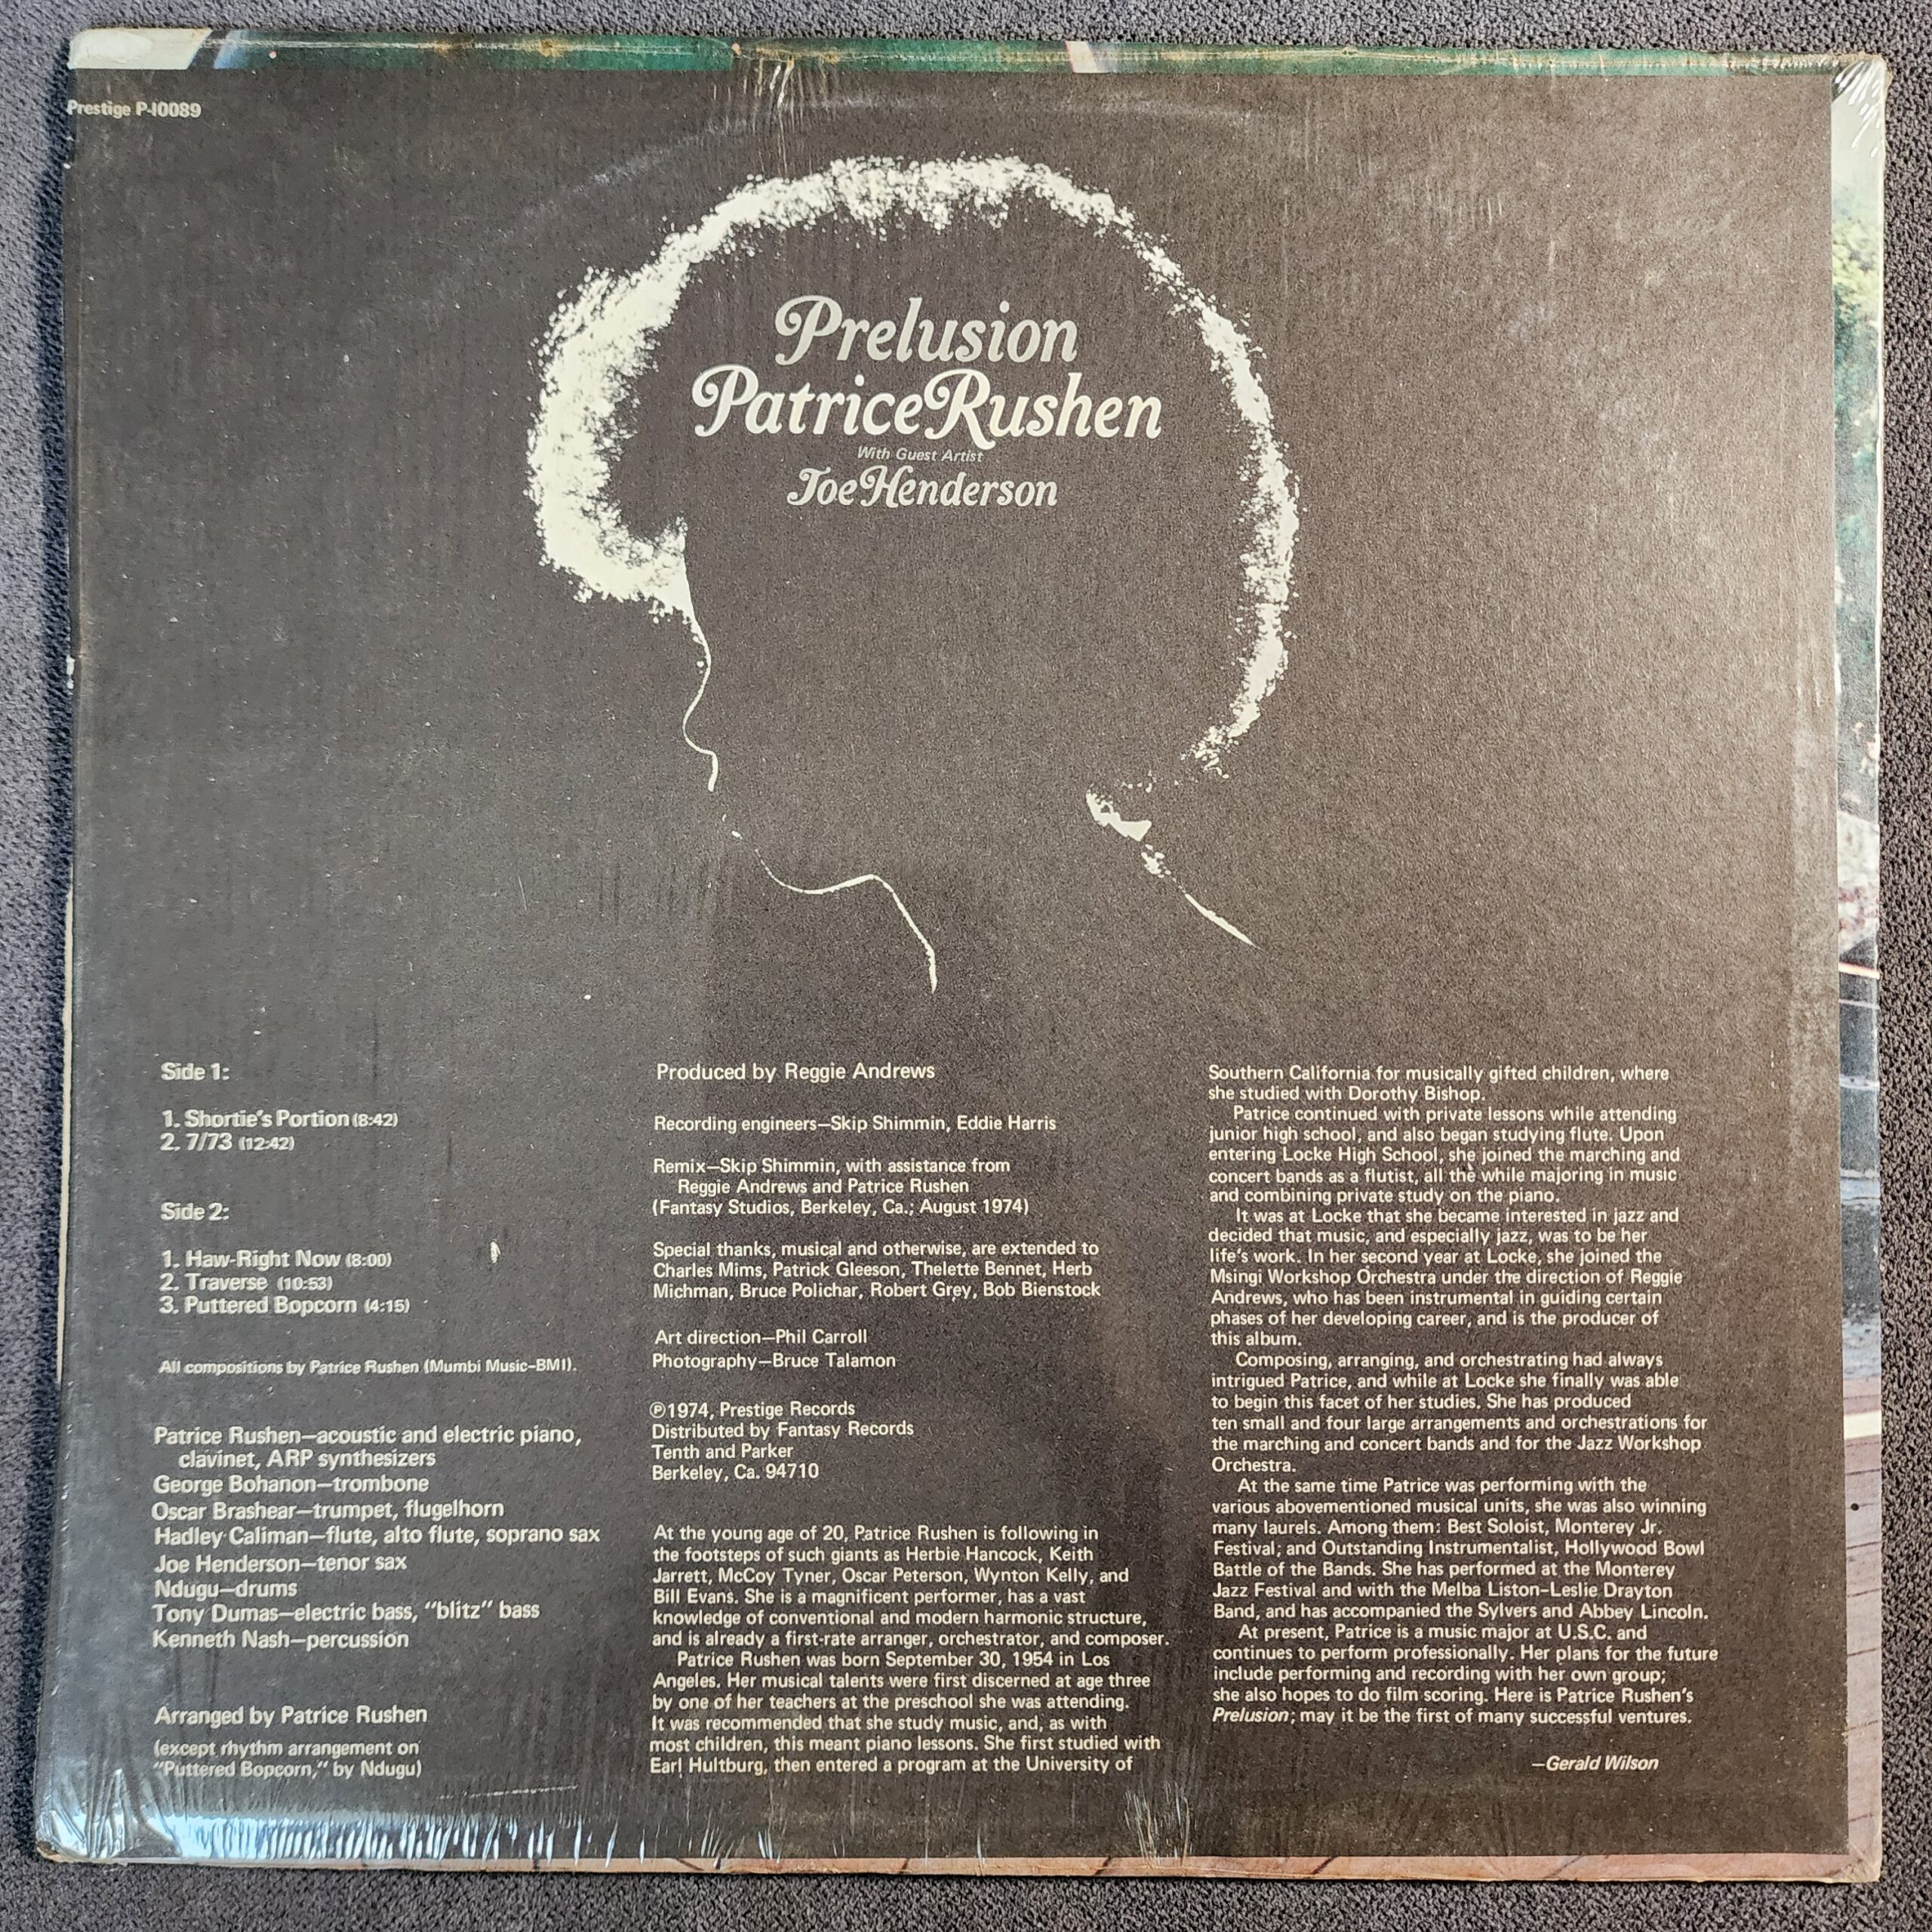 Prestige P-10089
Prelusion
Patrice Rushen
With Guest Artist
Joe Henderson
Side 1:
1. Shortie's Portion (8:42)
2. 7/73 (12:42)
Side 2:
1. Haw-Right Now (8:00)
2. Traverse (10:53)
3. Puttered Bopcorn (4:15)
All compositions by Patrice Rushen (Mumbi Music–BMI).
Patrice Rushen—acoustic and electric piano,
clavinet, ARP synthesizers
George Bohanon—trombone
Oscar Brashear—trumpet, flugelhorn
Hadley Caliman—flute, alto flute, soprano sax
Joe Henderson—tenor sax
Ndugu—drums
Tony Dumas—electric bass, "blitz" bass
Kenneth Nash—percussion
Arranged by Patrice Rushen
(except rhythm arrangement on
"Puttered Bopcorn," by Ndugu)
Produced by Reggie Andrews
Recording engineers—Skip Shimmin, Eddie Harris
Remix—Skip Shimmin, with assistance from
Reggie Andrews and Patrice Rushen
(Fantasy Studios, Berkeley, Ca.; August 1974)
Special thanks, musical and otherwise, are extended to
Charles Mims, Patrick Gleeson, Thelette Bennet, Herb
Michman, Bruce Polichar, Robert Grey, Bob Bienstock
Art direction—Phil Carroll
Photography—Bruce Talamon
℗1974, Prestige Records
Distributed by Fantasy Records
Tenth and Parker
Berkeley, Ca. 94710
At the young age of 20, Patrice Rushen is following in
the footsteps of such giants as Herbie Hancock, Keith
Jarrett, McCoy Tyner, Oscar Peterson, Wynton Kelly, and
Bill Evans. She is a magnificent performer, has a vast
knowledge of conventional and modern harmonic structure,
and is already a first-rate arranger, orchestrator, and composer.
Patrice Rushen was born September 30, 1954 in Los
Angeles. Her musical talents were first discerned at age three
by one of her teachers at the preschool she was attending.
It was recommended that she study music, and, as with
most children, this meant piano lessons. She first studied with
Earl Hultburg, then entered a program at the University of
Southern California for musically gifted children, where
she studied with Dorothy Bishop.
Patrice continued with private lessons while attending
junior high school, and also began studying flute. Upon
entering Locke High School, she joined the marching and
concert bands as a flutist, all the while majoring in music
and combining private study on the piano.
It was at Locke that she became interested in jazz and
decided that music, and especially jazz, was to be her
life's work. In her second year at Locke, she joined the
Msingi Workshop Orchestra under the direction of Reggie
Andrews, who has been instrumental in guiding certain
phases of her developing career, and is the producer of
this album.
Composing, arranging, and orchestrating had always
intrigued Patrice, and while at Locke she finally was able
to begin this facet of her studies. She has produced
ten small and four large arrangements and orchestrations for
the marching and concert bands and for the Jazz Workshop
Orchestra.
At the same time Patrice was performing with the
various abovementioned musical units, she was also winning
many laurels. Among them: Best Soloist, Monterey Jr.
Festival; and Outstanding Instrumentalist, Hollywood Bowl
Battle of the Bands. She has performed at the Monterey
Jazz Festival and with the Melba Liston–Leslie Drayton
Band, and has accompanied the Sylvers and Abbey Lincoln.
At present, Patrice is a music major at U.S.C. and
continues to perform professionally. Her plans for the future
include performing and recording with her own group;
she also hopes to do film scoring. Here is Patrice Rushen's
Prelusion; may it be the first of many successful ventures.
—Gerald Wilson